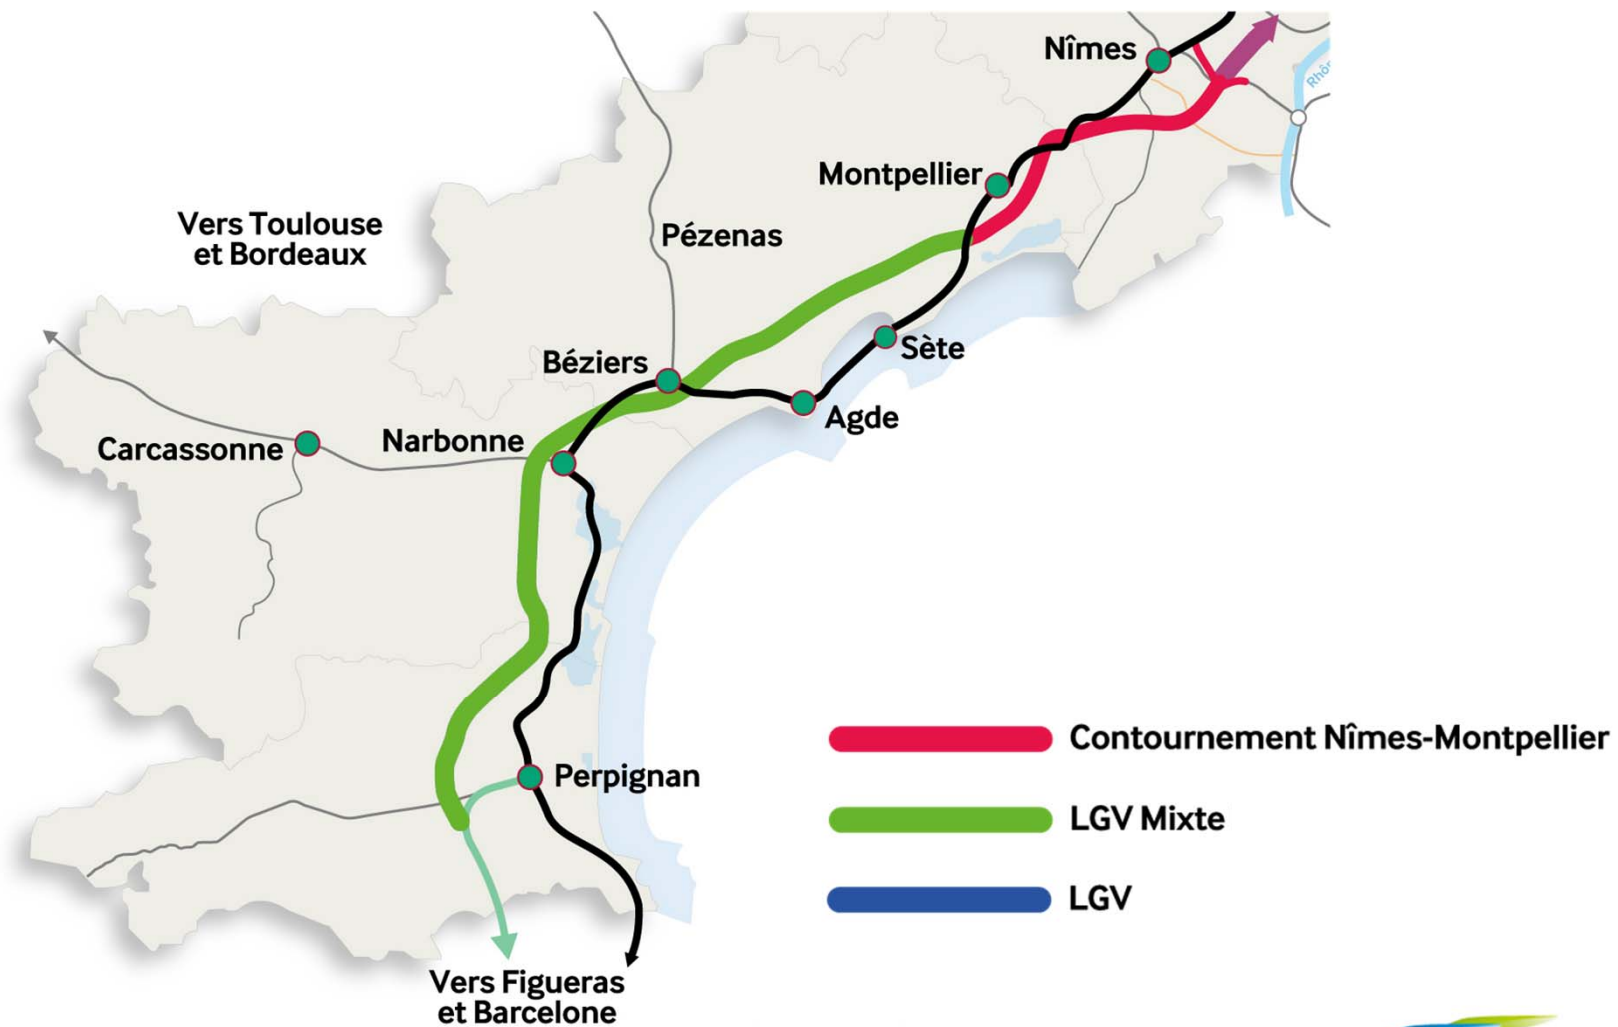 Nîmes
Rhôn
Montpellier
Vers Toulouse
et Bordeaux
Pézenas
Sète
Béziers
Agde
Carcassonne
Narbonne
Contournement Nîmes-Montpellier
Perpignan
LGV Mixte
LGV
Vers Figueras
et Barcelone